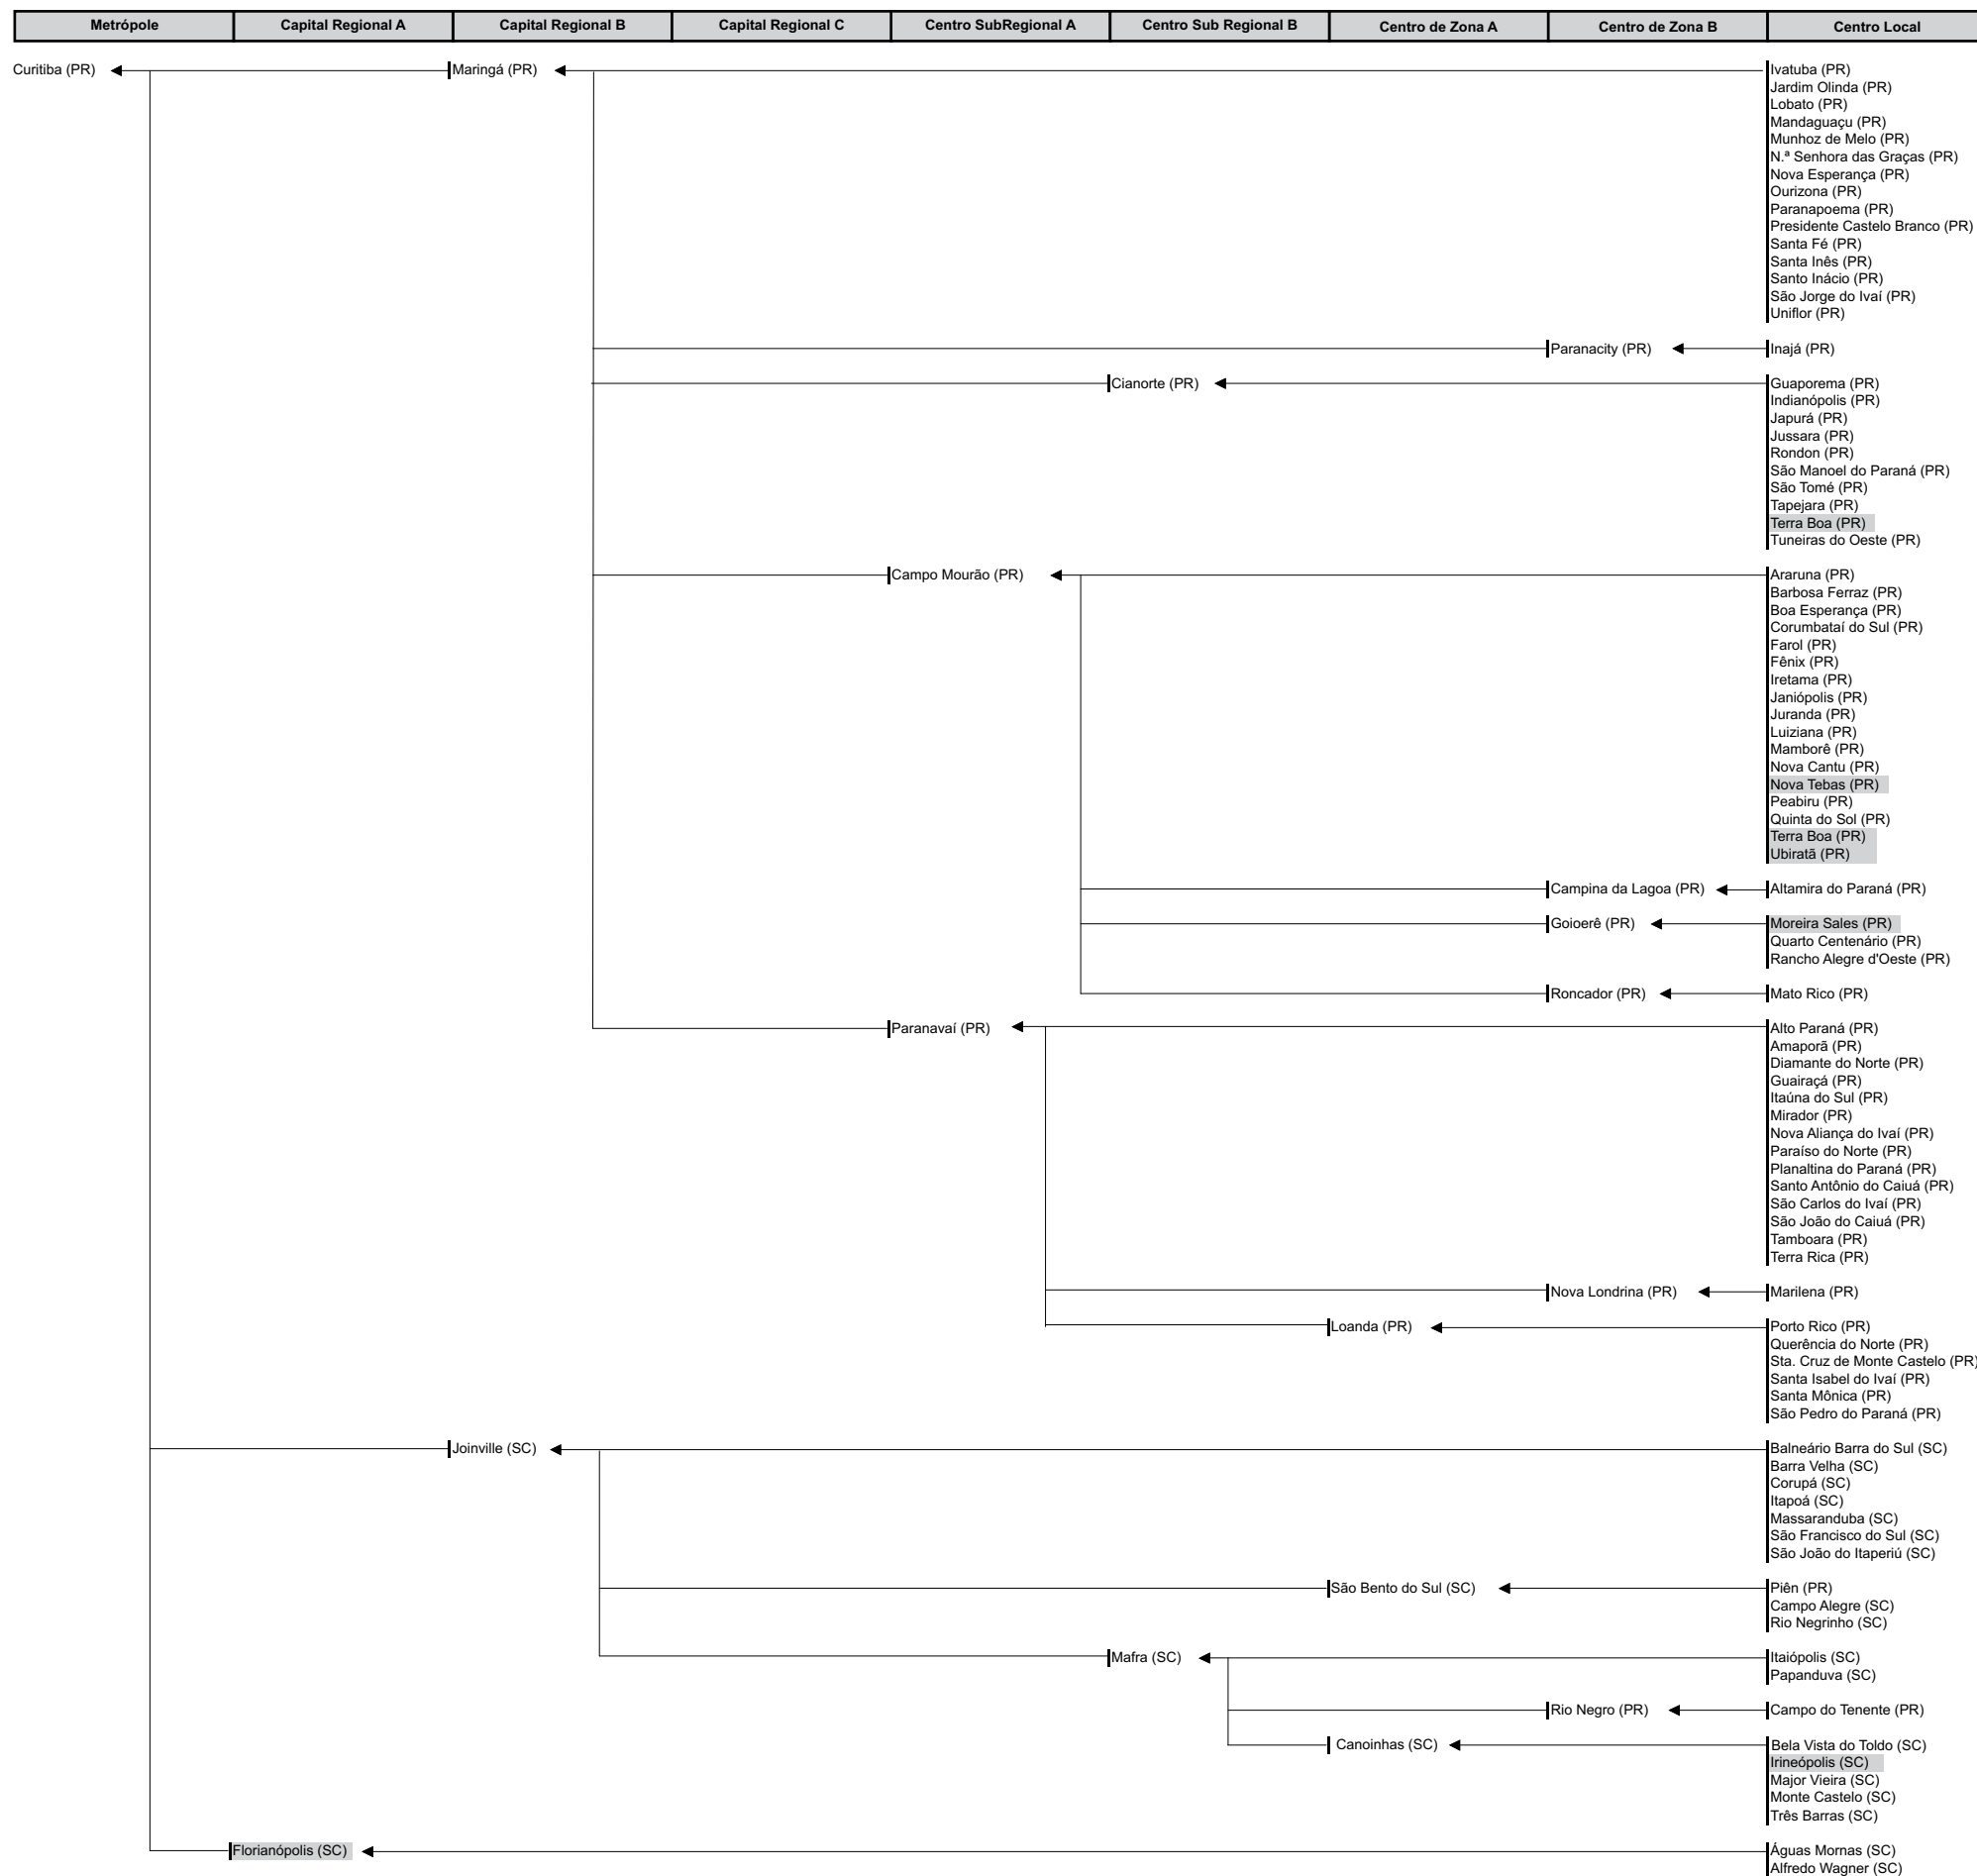 Metrópole Capital Regional A Capital Regional B Capital Regional C Centro SubRegional A Centro Sub Regional B Centro de Zona A Centro de Zona B Centro Local
Curitiba (PR) Maringá (PR) Ivatuba (PR)
Jardim Olinda (PR)
Lobato (PR)
Mandaguaçu (PR)
Munhoz de Melo (PR)
N.ª Senhora das Graças (PR)
Nova Esperança (PR)
Ourizona (PR)
Paranapoema (PR)
Presidente Castelo Branco (PR)
Santa Fé (PR)
Santa Inês (PR)
Santo Inácio (PR)
São Jorge do Ivaí (PR)
Uniflor (PR)
Paranacity (PR) Inajá (PR)
Cianorte (PR) Guaporema (PR)
Indianópolis (PR)
Japurá (PR)
Jussara (PR)
Rondon (PR)
São Manoel do Paraná (PR)
São Tomé (PR)
Tapejara (PR)
Terra Boa (PR)
Tuneiras do Oeste (PR)
Campo Mourão (PR) Araruna (PR)
Barbosa Ferraz (PR)
Boa Esperança (PR)
Corumbataí do Sul (PR)
Farol (PR)
Fênix (PR)
Iretama (PR)
Janiópolis (PR)
Juranda (PR)
Luiziana (PR)
Mamborê (PR)
Nova Cantu (PR)
Nova Tebas (PR)
Peabiru (PR)
Quinta do Sol (PR)
Terra Boa (PR)
Ubiratã (PR)
Campina da Lagoa (PR) Altamira do Paraná (PR)
Goioerê (PR) Moreira Sales (PR)
Quarto Centenário (PR)
Rancho Alegre d'Oeste (PR)
Roncador (PR) Mato Rico (PR)
Paranavaí (PR) Alto Paraná (PR)
Amaporã (PR)
Diamante do Norte (PR)
Guairaçá (PR)
Itaúna do Sul (PR)
Mirador (PR)
Nova Aliança do Ivaí (PR)
Paraíso do Norte (PR)
Planaltina do Paraná (PR)
Santo Antônio do Caiuá (PR)
São Carlos do Ivaí (PR)
São João do Caiuá (PR)
Tamboara (PR)
Terra Rica (PR)
Nova Londrina (PR) Marilena (PR)
Loanda (PR) Porto Rico (PR)
Querência do Norte (PR)
Sta. Cruz de Monte Castelo (PR)
Santa Isabel do Ivaí (PR)
Santa Mônica (PR)
São Pedro do Paraná (PR)
Joinville (SC) Balneário Barra do Sul (SC)
Barra Velha (SC)
Corupá (SC)
Itapoá (SC)
Massaranduba (SC)
São Francisco do Sul (SC)
São João do Itaperiú (SC)
São Bento do Sul (SC) Piên (PR)
Campo Alegre (SC)
Rio Negrinho (SC)
Mafra (SC) Itaiópolis (SC)
Papanduva (SC)
Rio Negro (PR) Campo do Tenente (PR)
Canoinhas (SC) Bela Vista do Toldo (SC)
Irineópolis (SC)
Major Vieira (SC)
Monte Castelo (SC)
Três Barras (SC)
Florianópolis (SC) Águas Mornas (SC)
Alfredo Wagner (SC)